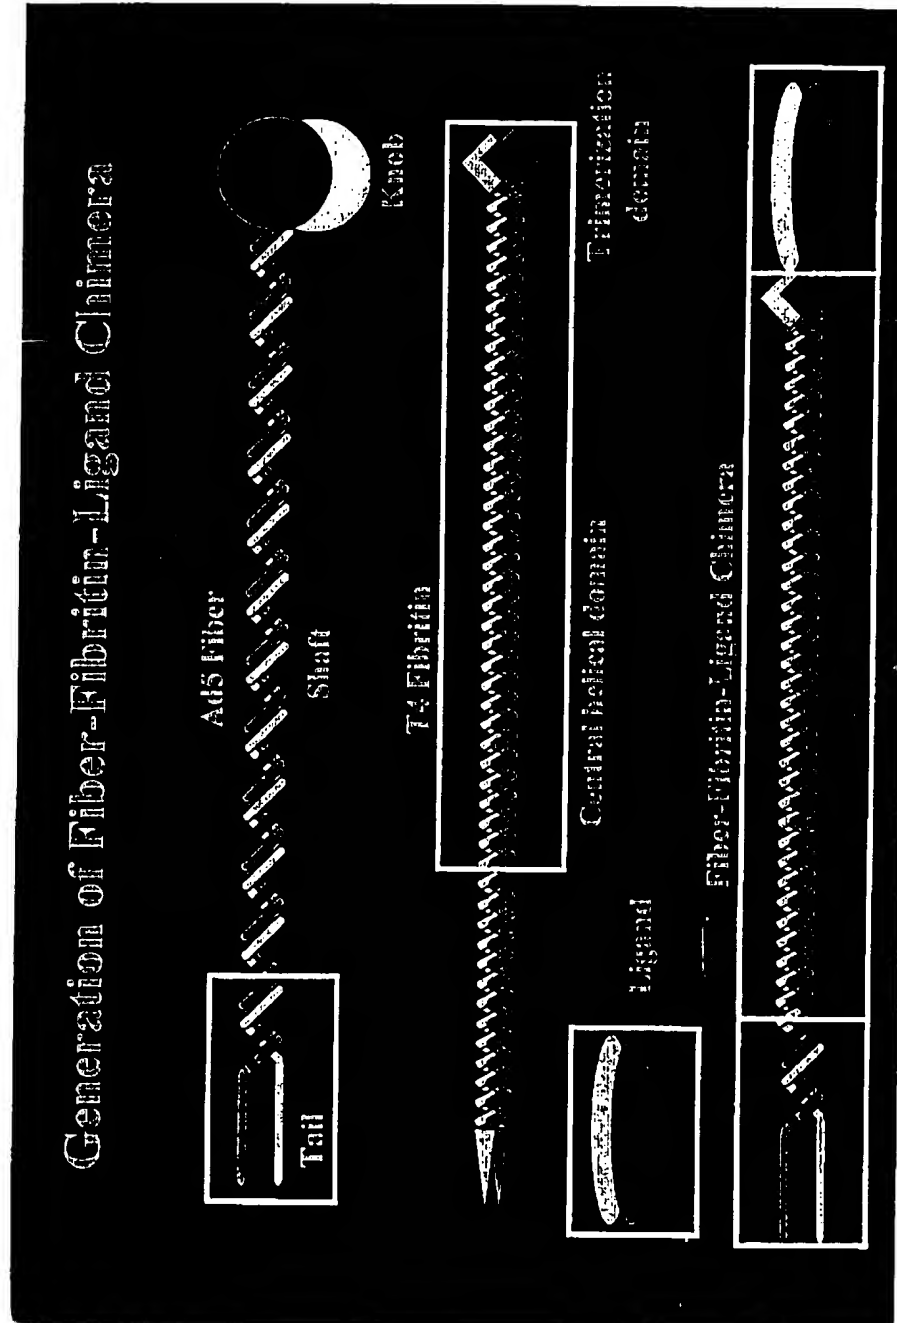 Generation of Fiber-Fibritin-Ligand Chimera
Ad5 Fiber
Tail
Shaft
Knob
T4 Fibritin
Central helical domain
Trimerization
domain
Ligand
Fiber-Fibritin-Ligand Chimera